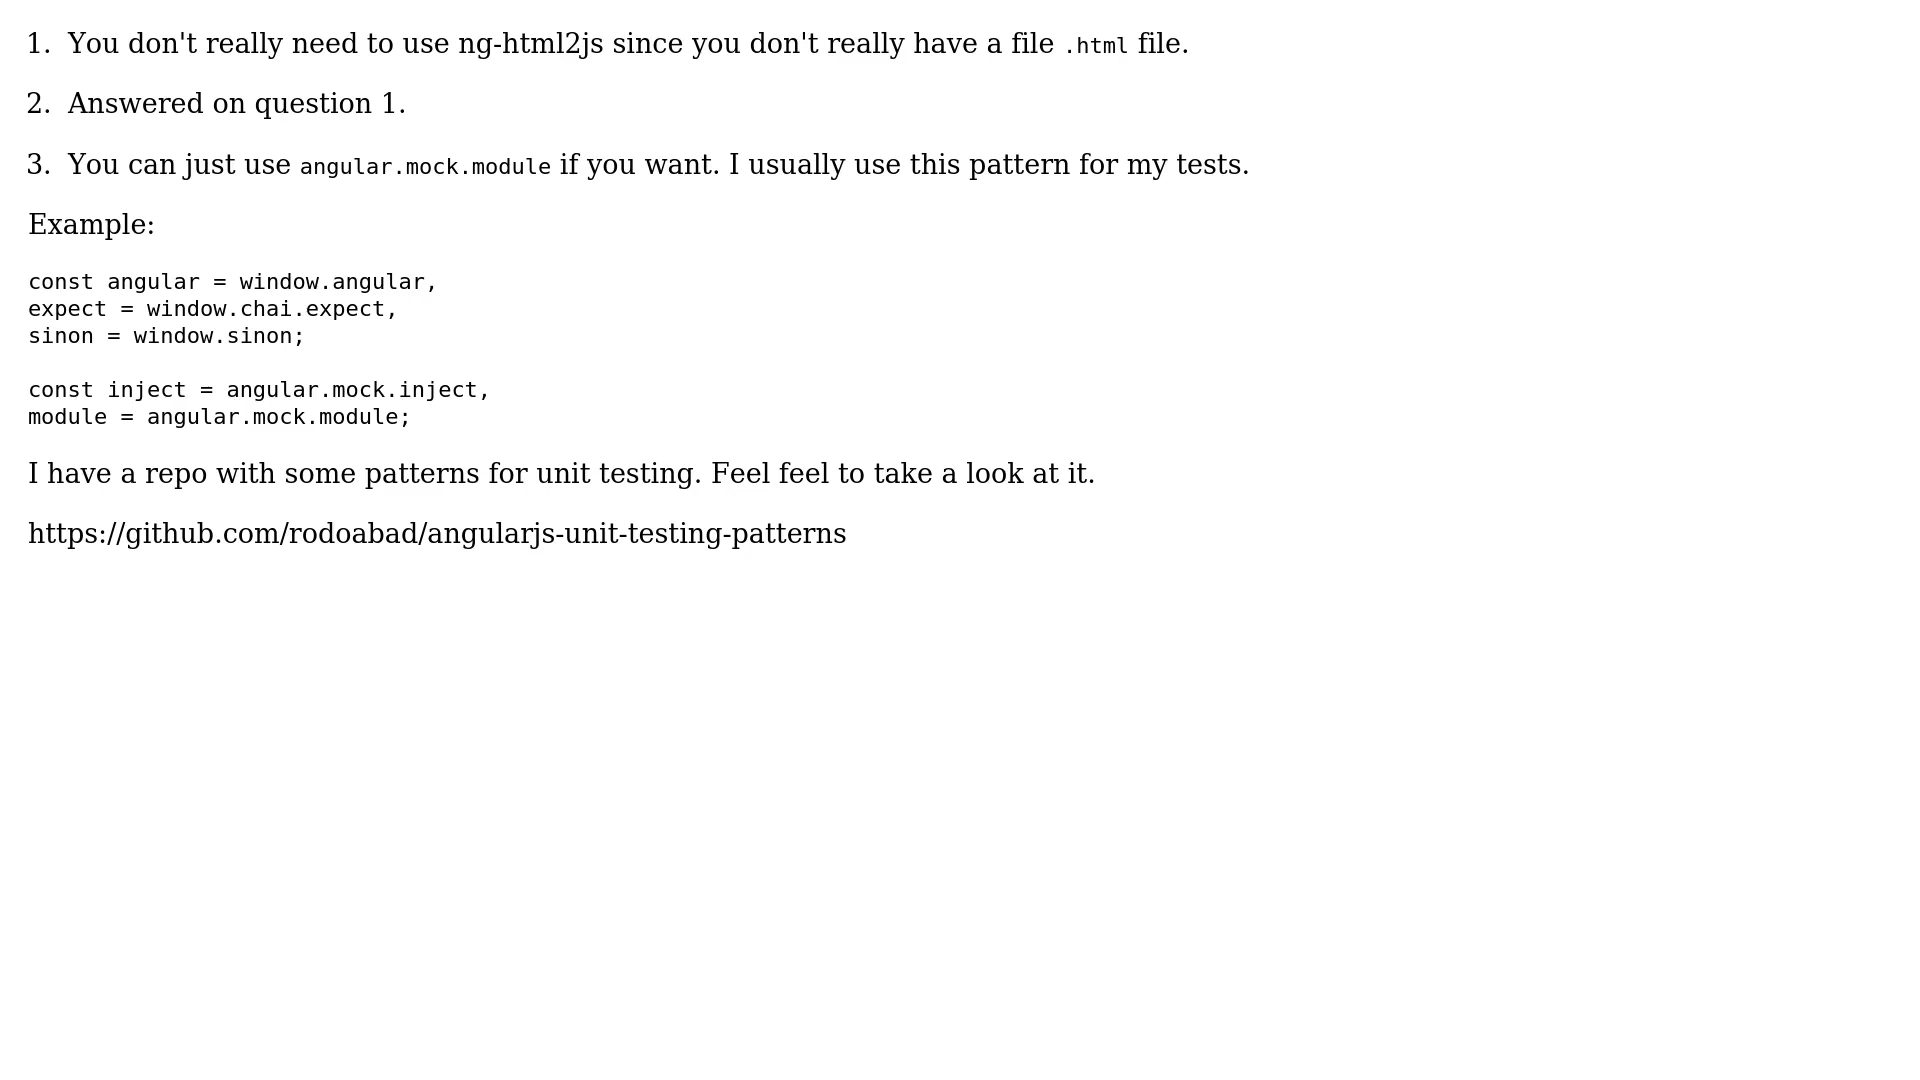 1. You don't really need to use ng-html2js since you don't really have a file .html file.
2. Answered on question 1.
3. You can just use angular.mock.module if you want. I usually use this pattern for my tests.
Example:
const angular = window.angular,
expect = window.chai.expect,
sinon = window.sinon;
const inject = angular.mock.inject,
module = angular.mock.module;
I have a repo with some patterns for unit testing. Feel feel to take a look at it.
https://github.com/rodoabad/angularjs-unit-testing-patterns